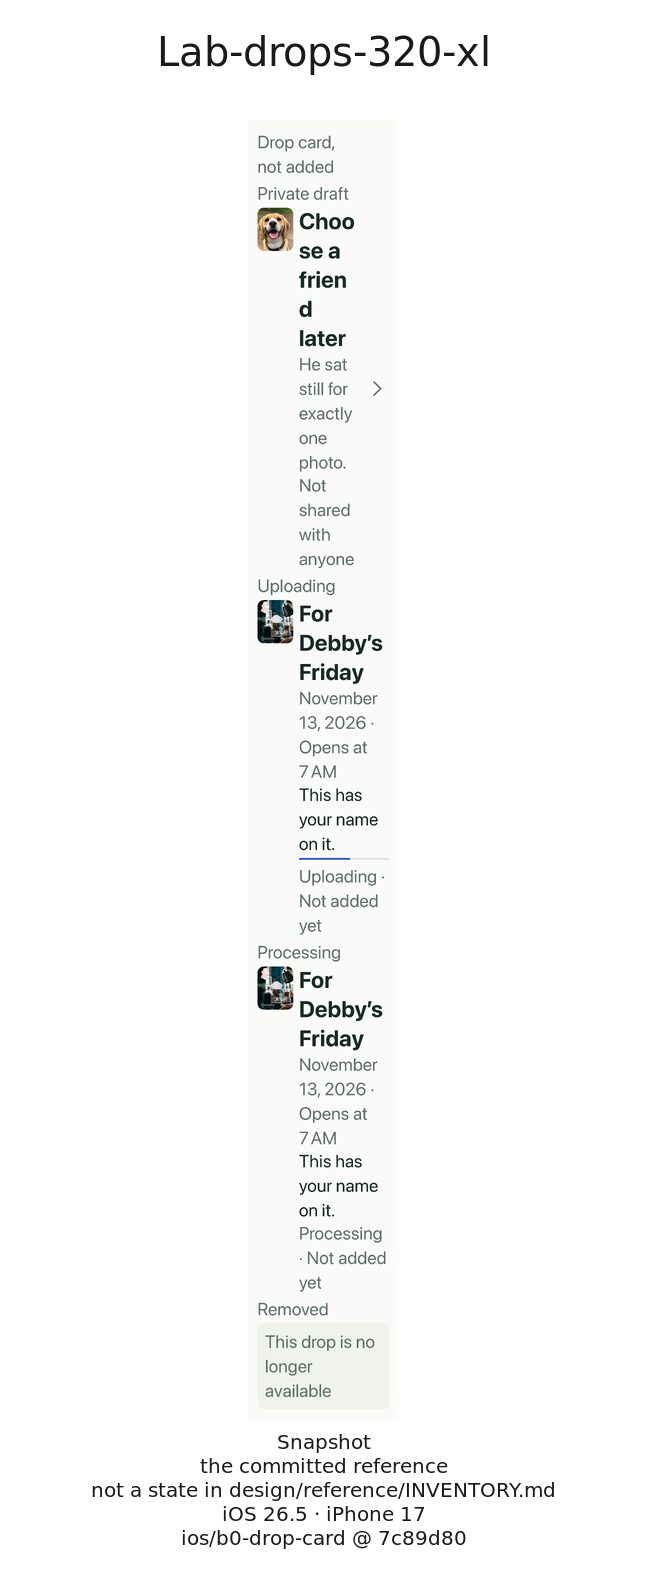 Lab-drops-320-xl
Drop card,
not added
Private draft
Choo
se a
frien
d
later
He sat
still for
exactly
one
photo.
Not
shared
with
anyone
Uploading
For
Debby’s
Friday
November
13, 2026 ·
Opens at
7 AM
This has
your name
on it.
Uploading ·
Not added
yet
Processing
For
Debby’s
Friday
November
13, 2026 ·
Opens at
7 AM
This has
your name
on it.
Processing
· Not added
yet
Removed
This drop is no
longer
available
Snapshot
the committed reference
not a state in design/reference/INVENTORY.md
iOS 26.5 · iPhone 17
ios/b0-drop-card @ 7c89d80